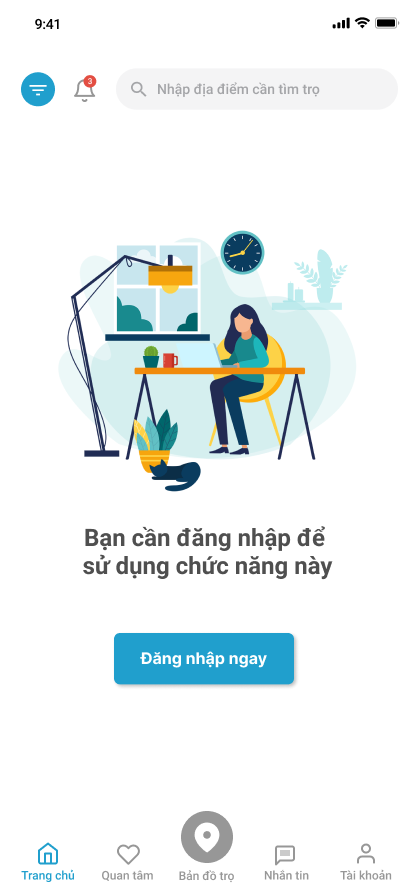 9:41
3
Nhập địa điểm cần tìm trọ
Bạn cần đăng nhập để
sử dụng chức năng này
Đăng nhập ngay
Trang chủ
Quan tâm
Bản đồ trọ
Nhắn tin
Tài khoản